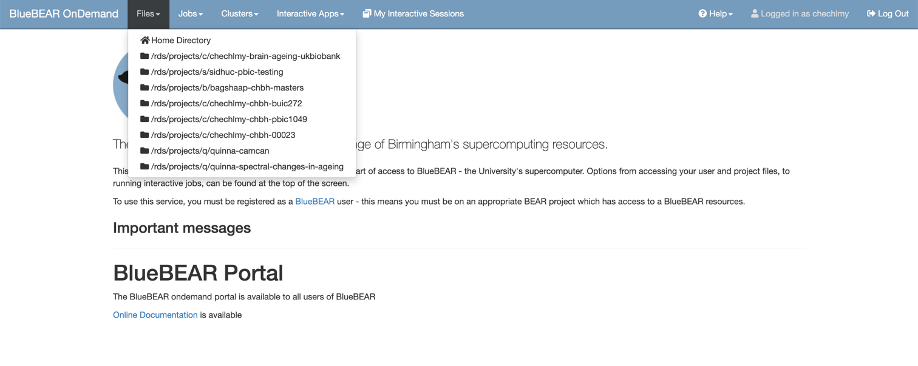 BlueBEAR OnDemand Files Jobs Clusters Interactive Apps My Interactive Sessions Help Logged in as chechlmy Log Out
Home Directory
/rds/projects/c/chechlmy-brain-ageing-ukbiobank
/rds/projects/s/sidhuc-pbic-testing
/rds/projects/b/bagshaap-chbh-masters
/rds/projects/c/chechlmy-chbh-buic272
/rds/projects/c/chechlmy-chbh-pbic1049
/rds/projects/c/chechlmy-chbh-00023
/rds/projects/q/quinna-camcan
/rds/projects/q/quinna-spectral-changes-in-ageing
ge of Birmingham's supercomputing resources.
This art of access to BlueBEAR - the University's supercomputer. Options from accessing your user and project files, to
running interactive jobs, can be found at the top of the screen.
To use this service, you must be registered as a BlueBEAR user - this means you must be on an appropriate BEAR project which has access to a BlueBEAR resources.
Important messages
BlueBEAR Portal
The BlueBEAR ondemand portal is available to all users of BlueBEAR
Online Documentation is available